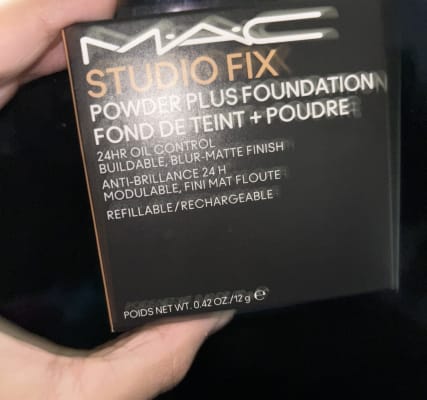 M·A·C
STUDIO FIX
POWDER PLUS FOUNDATION
FOND DE TEINT + POUDRE
24HR OIL CONTROL
BUILDABLE, BLUR-MATTE FINISH
ANTI-BRILLANCE 24 H
MODULABLE, FINI MAT FLOUTE
REFILLABLE/RECHARGEABLE
POIDS NET WT. 0.42 OZ./12 g ℮